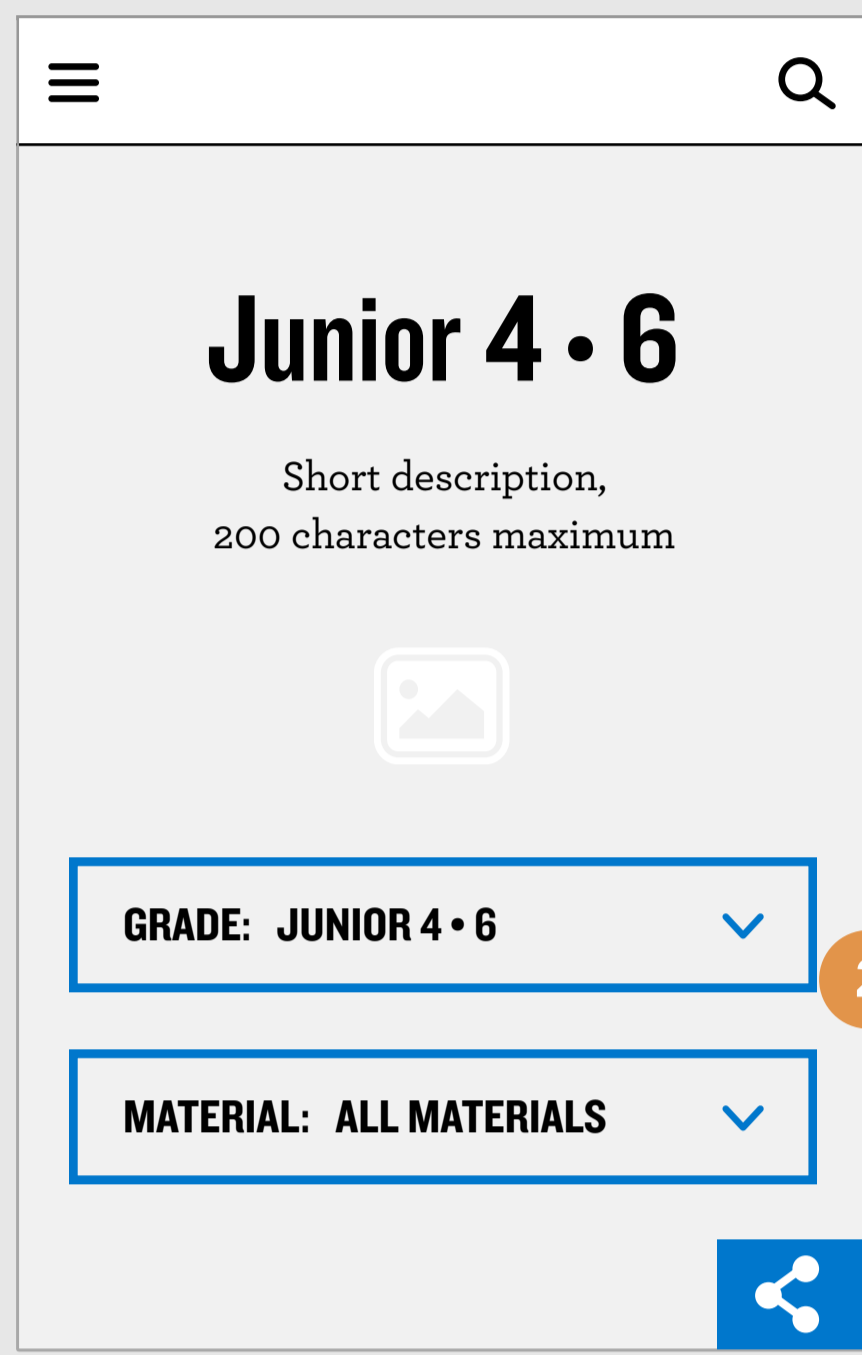 Junior 4 • 6
Short description,
200 characters maximum
GRADE: JUNIOR 4 • 6
MATERIAL: ALL MATERIALS